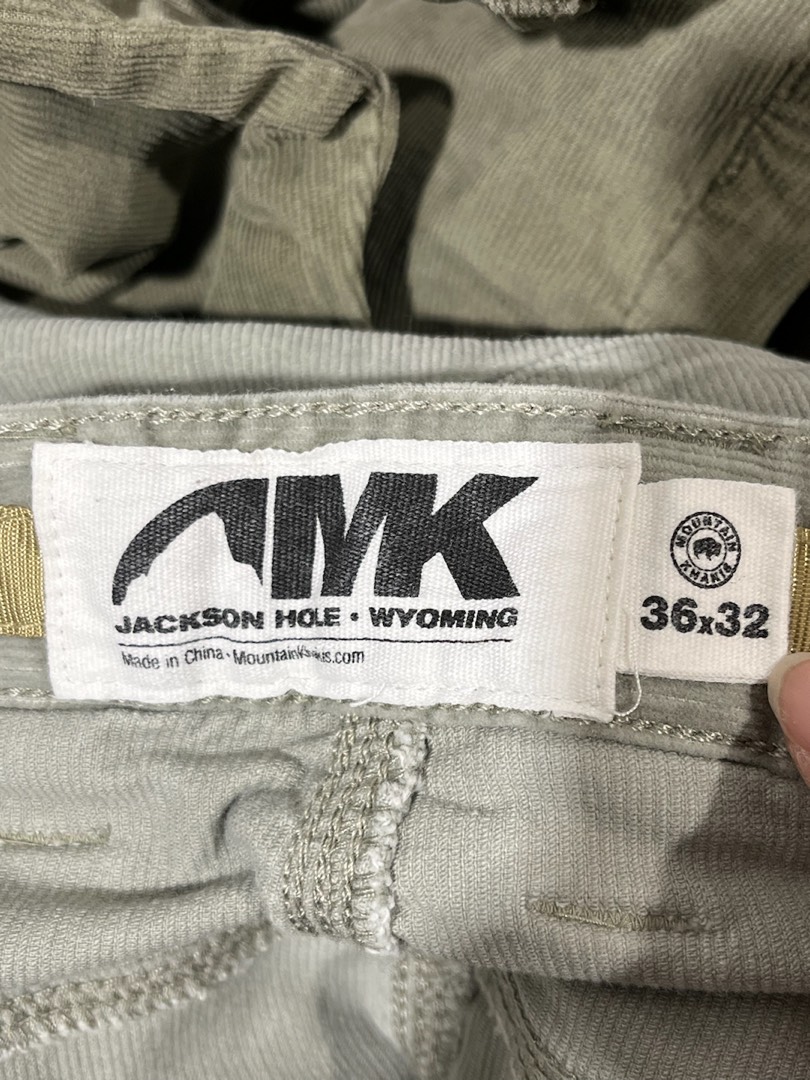 MK
JACKSON HOLE • WYOMING
Made in China • MountainKhakis.com
MOUNTAIN
KHAKIS
36x32